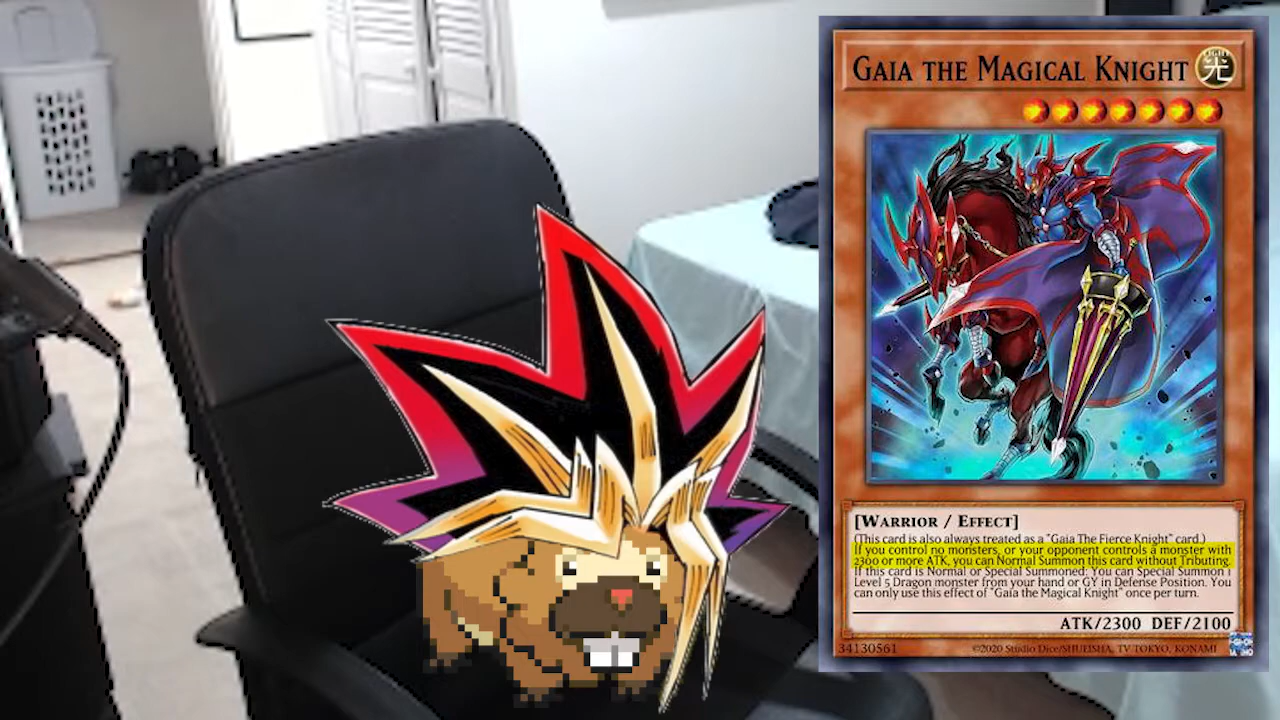 GAIA THE MAGICAL KNIGHT
LIGHT
光
[WARRIOR / EFFECT]
(This card is also always treated as a "Gaia The Fierce Knight" card.)
If you control no monsters, or your opponent controls a monster with
2300 or more ATK, you can Normal Summon this card without Tributing.
If this card is Normal or Special Summoned: You can Special Summon 1
Level 5 Dragon monster from your hand or GY in Defense Position. You
can only use this effect of "Gaia the Magical Knight" once per turn.
ATK/2300 DEF/2100
34130561
©2020 Studio Dice/SHUEISHA, TV TOKYO, KONAMI